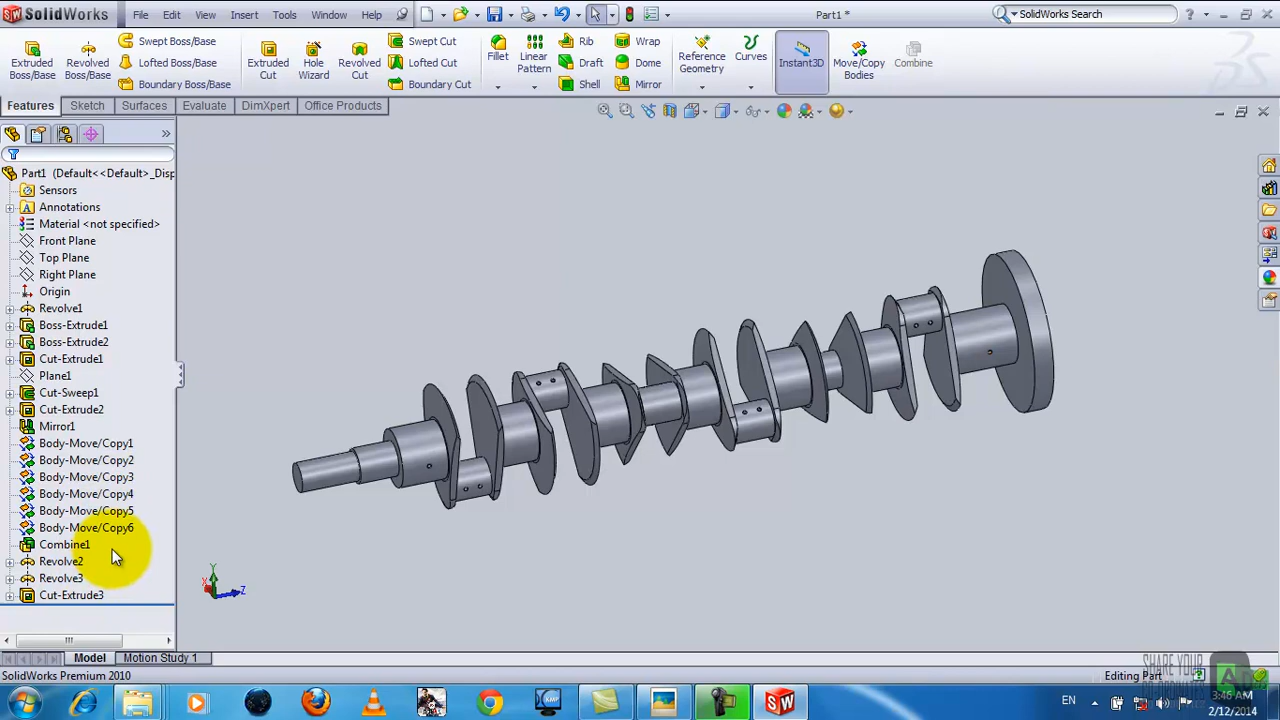 SolidWorks File Edit View Insert Tools Window Help Part1 * SolidWorks Search
Extruded Boss/Base
Revolved Boss/Base
Swept Boss/Base
Lofted Boss/Base
Boundary Boss/Base
Extruded Cut
Hole Wizard
Revolved Cut
Swept Cut
Lofted Cut
Boundary Cut
Fillet
Linear Pattern
Rib
Draft
Shell
Wrap
Dome
Mirror
Reference Geometry
Curves
Instant3D
Move/Copy Bodies
Combine
Features Sketch Surfaces Evaluate DimXpert Office Products
Part1 (Default<<Default>_Disp
Sensors
Annotations
Material <not specified>
Front Plane
Top Plane
Right Plane
Origin
Revolve1
Boss-Extrude1
Boss-Extrude2
Cut-Extrude1
Plane1
Cut-Sweep1
Cut-Extrude2
Mirror1
Body-Move/Copy1
Body-Move/Copy2
Body-Move/Copy3
Body-Move/Copy4
Body-Move/Copy5
Body-Move/Copy6
Combine1
Revolve2
Revolve3
Cut-Extrude3
Y
X
Z
Model Motion Study 1
SolidWorks Premium 2010 Editing Part
SHARE YOUR
EN 3:46 AM
2/12/2014